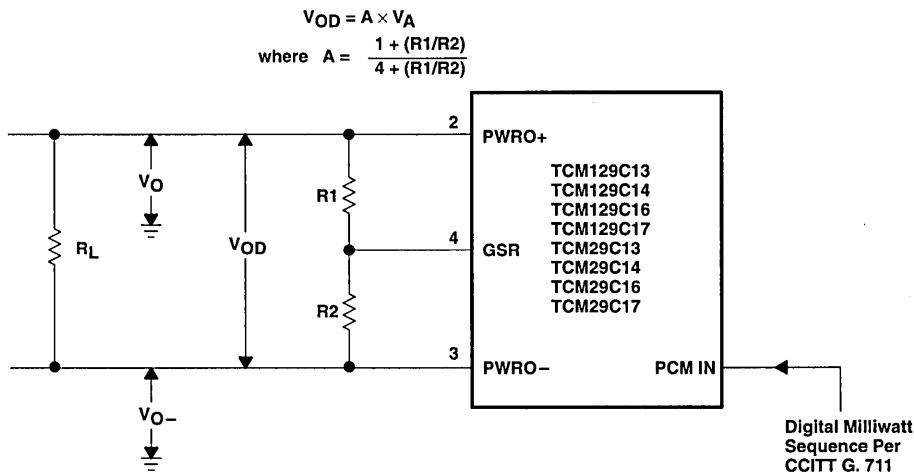 VOD = A × VA
where A = 1 + (R1/R2)
4 + (R1/R2)
2
PWRO+
TCM129C13
TCM129C14
TCM129C16
TCM129C17
TCM29C13
TCM29C14
TCM29C16
TCM29C17
VO
R1
RL
VOD
4
GSR
R2
3
PWRO−
PCM IN
VO−
Digital Milliwatt
Sequence Per
CCITT G. 711